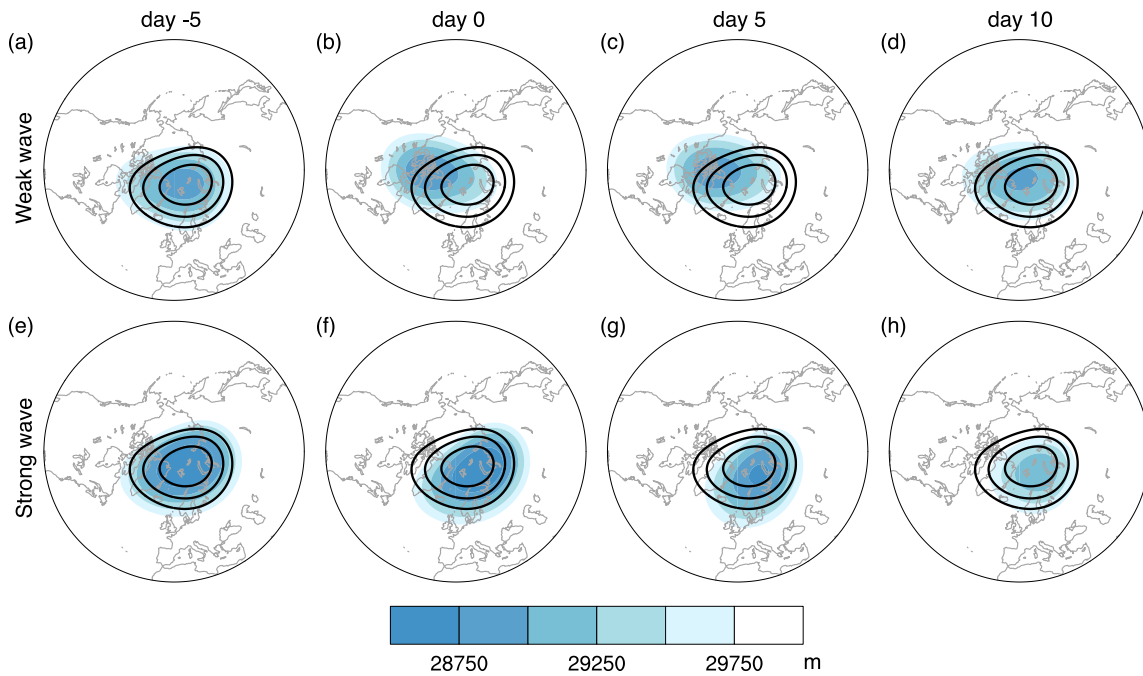 day -5
day 0
day 5
day 10
(a)
(b)
(c)
(d)
Weak wave
(e)
(f)
(g)
(h)
Strong wave
28750
29250
29750
m